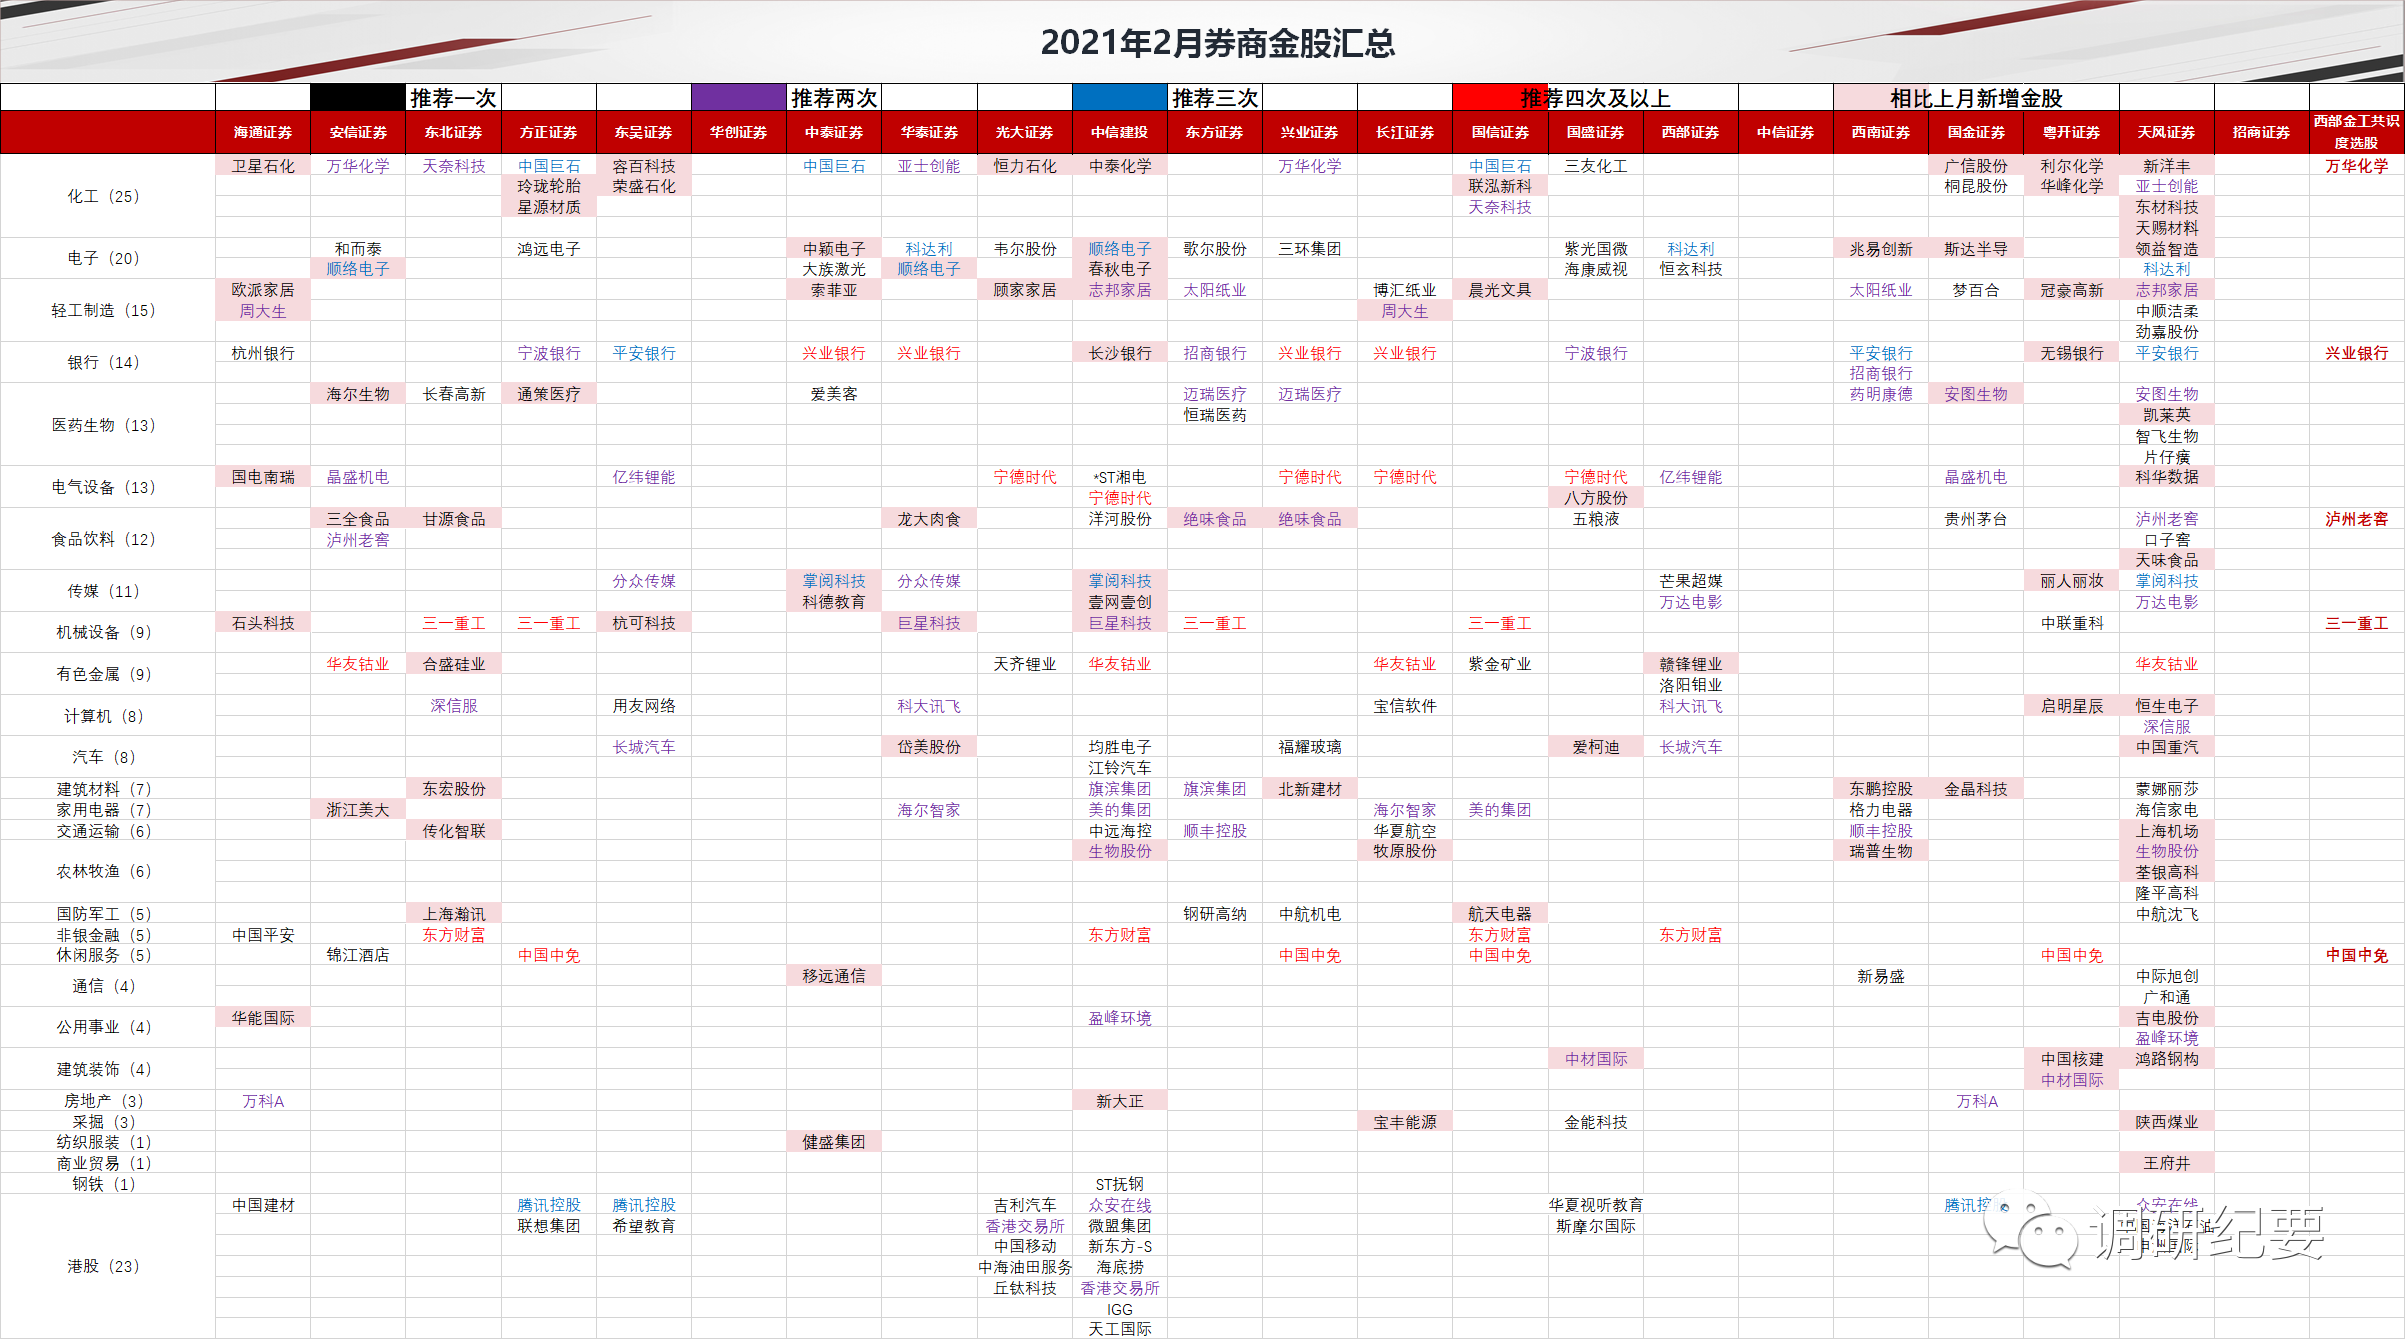 2021年2月券商金股汇总
推荐一次 推荐两次 推荐三次 推荐四次及以上 相比上月新增金股
海通证券 安信证券 东北证券 方正证券 东吴证券 华创证券 中泰证券 华泰证券 光大证券 中信建投 东方证券 兴业证券 长江证券 国信证券 国盛证券 西部证券 中信证券 西南证券 国金证券 粤开证券 天风证券 招商证券 西部金工共识度选股
化工（25） 卫星石化 万华化学 天奈科技 中国巨石 容百科技 中国巨石 亚士创能 恒力石化 中泰化学 万华化学 中国巨石 三友化工 广信股份 利尔化学 新洋丰 万华化学
玲珑轮胎 荣盛石化 联泓新科 桐昆股份 华峰化学 亚士创能
星源材质 天奈科技 东材科技
天赐材料
电子（20） 和而泰 鸿远电子 中颖电子 科达利 韦尔股份 顺络电子 歌尔股份 三环集团 紫光国微 科达利 兆易创新 斯达半导 领益智造
顺络电子 大族激光 顺络电子 春秋电子 海康威视 恒玄科技 科达利
轻工制造（15） 欧派家居 索菲亚 顾家家居 志邦家居 太阳纸业 博汇纸业 晨光文具 太阳纸业 梦百合 冠豪高新 志邦家居
周大生 周大生 中顺洁柔
劲嘉股份
银行（14） 杭州银行 宁波银行 平安银行 兴业银行 兴业银行 长沙银行 招商银行 兴业银行 兴业银行 宁波银行 平安银行 无锡银行 平安银行 兴业银行
招商银行
医药生物（13） 海尔生物 长春高新 通策医疗 爱美客 迈瑞医疗 迈瑞医疗 药明康德 安图生物 安图生物
恒瑞医药 凯莱英
智飞生物
片仔癀
电气设备（13） 国电南瑞 晶盛机电 亿纬锂能 宁德时代 *ST湘电 宁德时代 宁德时代 宁德时代 亿纬锂能 晶盛机电 科华数据
宁德时代 八方股份
食品饮料（12） 三全食品 甘源食品 龙大肉食 洋河股份 绝味食品 绝味食品 五粮液 贵州茅台 泸州老窖 泸州老窖
泸州老窖 口子窖
天味食品
传媒（11） 分众传媒 掌阅科技 分众传媒 掌阅科技 芒果超媒 丽人丽妆 掌阅科技
科德教育 壹网壹创 万达电影 万达电影
机械设备（9） 石头科技 三一重工 三一重工 杭可科技 巨星科技 巨星科技 三一重工 三一重工 中联重科 三一重工
有色金属（9） 华友钴业 合盛硅业 天齐锂业 华友钴业 华友钴业 紫金矿业 赣锋锂业 华友钴业
洛阳钼业
计算机（8） 深信服 用友网络 科大讯飞 宝信软件 科大讯飞 启明星辰 恒生电子
深信服
汽车（8） 长城汽车 岱美股份 均胜电子 福耀玻璃 爱柯迪 长城汽车 中国重汽
江铃汽车
建筑材料（7） 东宏股份 旗滨集团 旗滨集团 北新建材 东鹏控股 金晶科技 蒙娜丽莎
家用电器（7） 浙江美大 海尔智家 美的集团 海尔智家 美的集团 格力电器 海信家电
交通运输（6） 传化智联 中远海控 顺丰控股 华夏航空 顺丰控股 上海机场
农林牧渔（6） 生物股份 牧原股份 瑞普生物 生物股份
荃银高科
隆平高科
国防军工（5） 上海瀚讯 钢研高纳 中航机电 航天电器 中航沈飞
非银金融（5） 中国平安 东方财富 东方财富 东方财富 东方财富
休闲服务（5） 锦江酒店 中国中免 中国中免 中国中免 中国中免 中国中免
通信（4） 移远通信 新易盛 中际旭创
广和通
公用事业（4） 华能国际 盈峰环境 吉电股份
盈峰环境
建筑装饰（4） 中材国际 中国核建 鸿路钢构
中材国际
房地产（3） 万科A 新大正 万科A
采掘（3） 宝丰能源 金能科技 陕西煤业
纺织服装（1） 健盛集团
商业贸易（1） 王府井
钢铁（1） ST抚钢
港股（23） 中国建材 腾讯控股 腾讯控股 吉利汽车 众安在线 华夏视听教育 腾讯控 众安在线
联想集团 希望教育 香港交易所 微盟集团 斯摩尔国际
中国移动 新东方-S
中海油田服务 海底捞
丘钛科技 香港交易所
IGG
天工国际
调研纪要